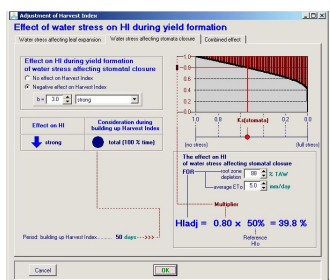 Adjustment of Harvest Index
Effect of water stress on HI during yield formation
Water stress affecting leaf expansion
Water stress affecting stomata closure
Combined effect
Effect on HI during yield formation
of water stress affecting stomatal closure
No effect on Harvest Index
Negative effect on Harvest Index
b = 3.0 strong
Effect on HI
Consideration during
building up Harvest Index
strong
total (100 % time)
Period: building up Harvest Index.......... 50 days --->>>
1.0
0.8
0.6
0.4
0.2
1.0 0.8 Ks(stomata) 0.2 0.0
(no stress) (full stress)
The effect on HI
of water stress affecting stomatal closure
FOR
root zone
depletion 88 % TAW
average ETo 5.0 mm/day
Multiplier
HIadj = 0.80 x 50% = 39.8 %
Reference
HIo
Cancel
OK